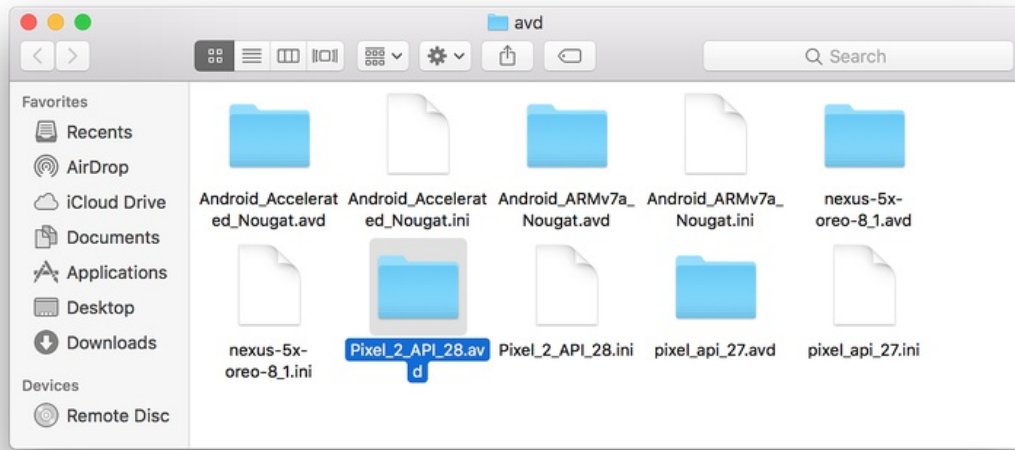 avd
Search
Favorites
Recents
AirDrop
iCloud Drive
Documents
Applications
Desktop
Downloads
Devices
Remote Disc
Android_Accelerat
ed_Nougat.avd
Android_Accelerat
ed_Nougat.ini
Android_ARMv7a_
Nougat.avd
Android_ARMv7a_
Nougat.ini
nexus-5x-
oreo-8_1.avd
nexus-5x-
oreo-8_1.ini
Pixel_2_API_28.av
d
Pixel_2_API_28.ini
pixel_api_27.avd
pixel_api_27.ini